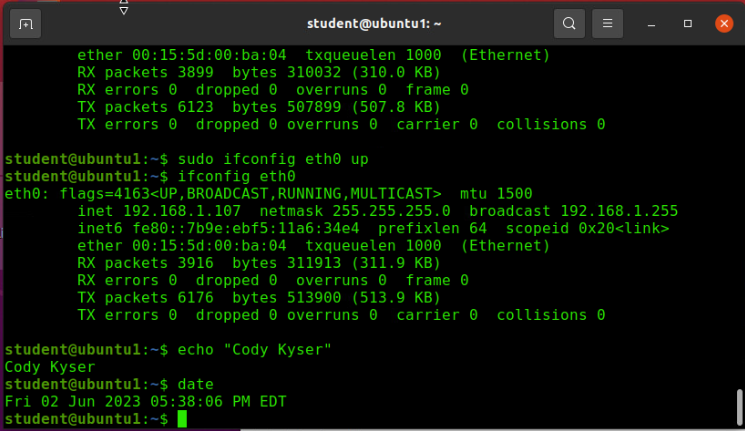 student@ubuntu1: ~
ether 00:15:5d:00:ba:04  txqueuelen 1000  (Ethernet)
RX packets 3899  bytes 310032 (310.0 KB)
RX errors 0  dropped 0  overruns 0  frame 0
TX packets 6123  bytes 507899 (507.8 KB)
TX errors 0  dropped 0 overruns 0  carrier 0  collisions 0
student@ubuntu1:~$ sudo ifconfig eth0 up
student@ubuntu1:~$ ifconfig eth0
eth0: flags=4163<UP,BROADCAST,RUNNING,MULTICAST>  mtu 1500
inet 192.168.1.107  netmask 255.255.255.0  broadcast 192.168.1.255
inet6 fe80::7b9e:ebf5:11a6:34e4  prefixlen 64  scopeid 0x20<link>
ether 00:15:5d:00:ba:04  txqueuelen 1000  (Ethernet)
RX packets 3916  bytes 311913 (311.9 KB)
RX errors 0  dropped 0  overruns 0  frame 0
TX packets 6176  bytes 513900 (513.9 KB)
TX errors 0  dropped 0 overruns 0  carrier 0  collisions 0
student@ubuntu1:~$ echo "Cody Kyser"
Cody Kyser
student@ubuntu1:~$ date
Fri 02 Jun 2023 05:38:06 PM EDT
student@ubuntu1:~$